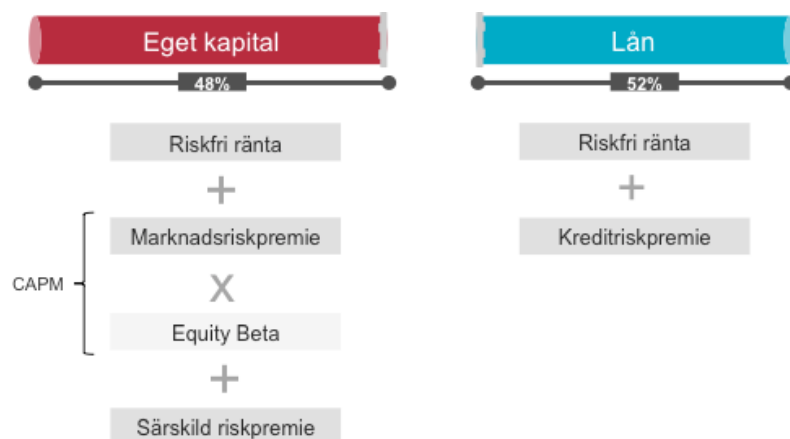 Eget kapital
48%
Riskfri ränta
+
Marknadsriskpremie
x
Equity Beta
+
Särskild riskpremie
CAPM
Lån
52%
Riskfri ränta
+
Kreditriskpremie